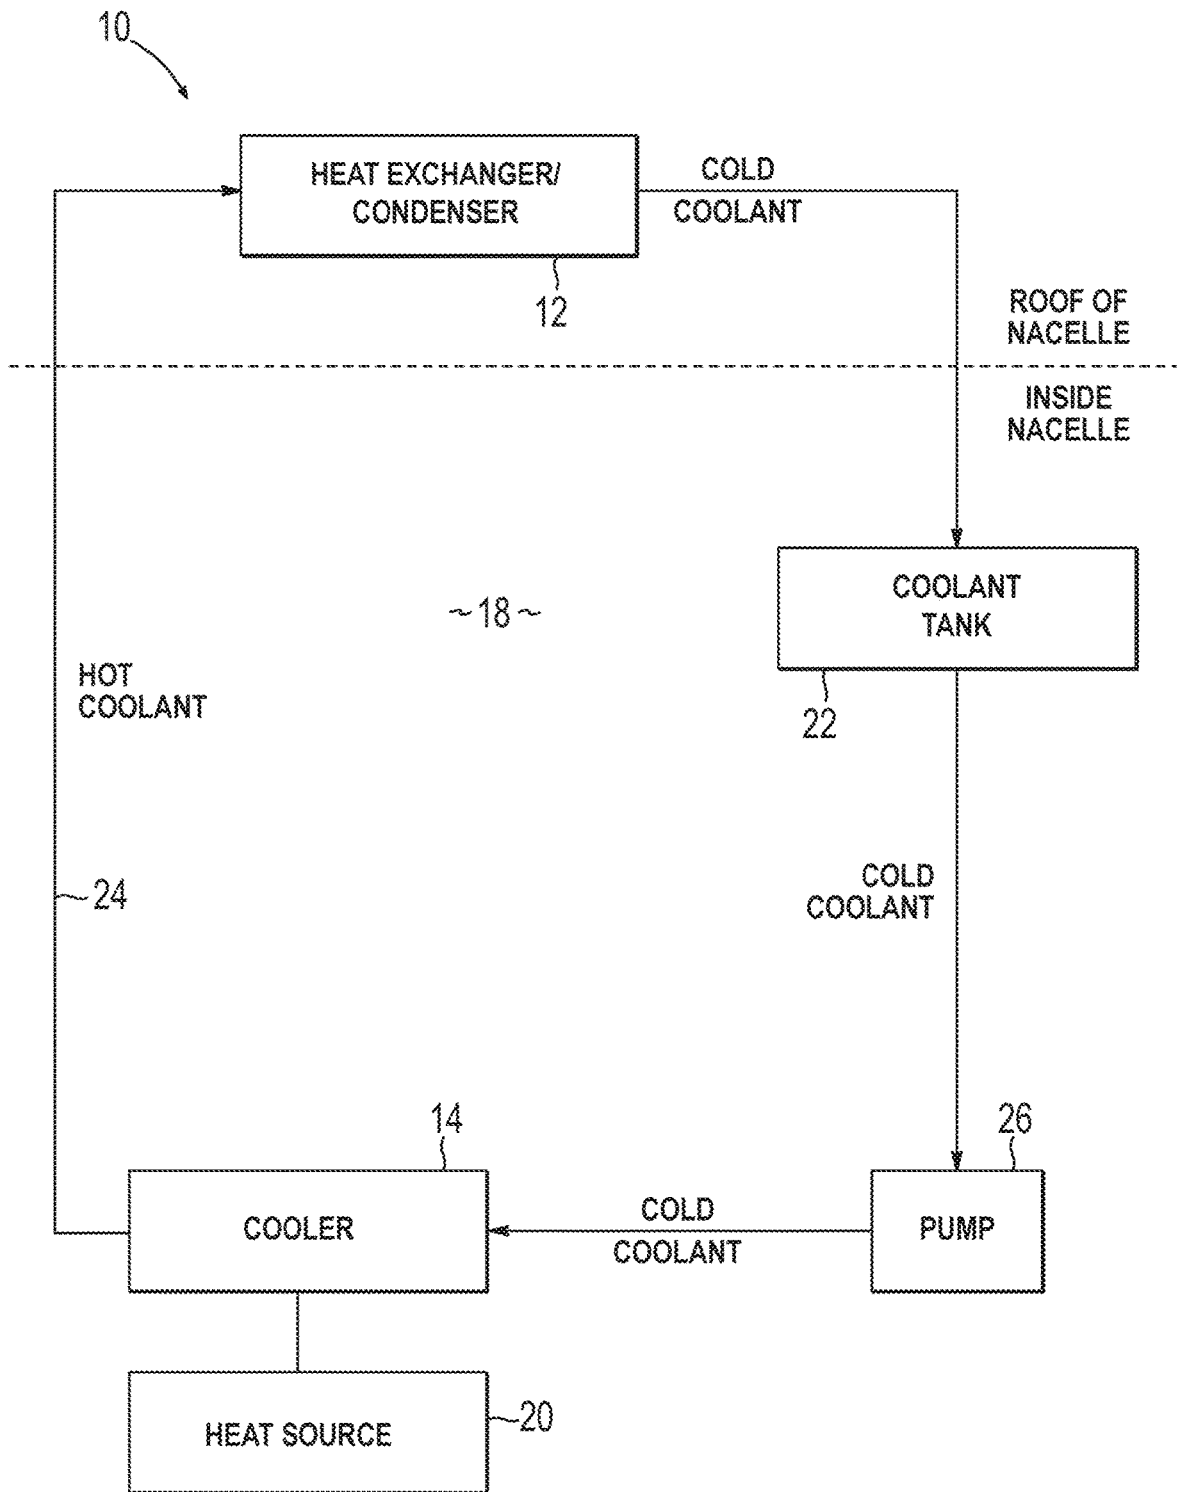 10
HEAT EXCHANGER/
CONDENSER
COLD
COOLANT
12
ROOF OF
NACELLE
INSIDE
NACELLE
COOLANT
TANK
~18~
22
HOT
COOLANT
24
COLD
COOLANT
14
26
COOLER
COLD
COOLANT
PUMP
HEAT SOURCE
20